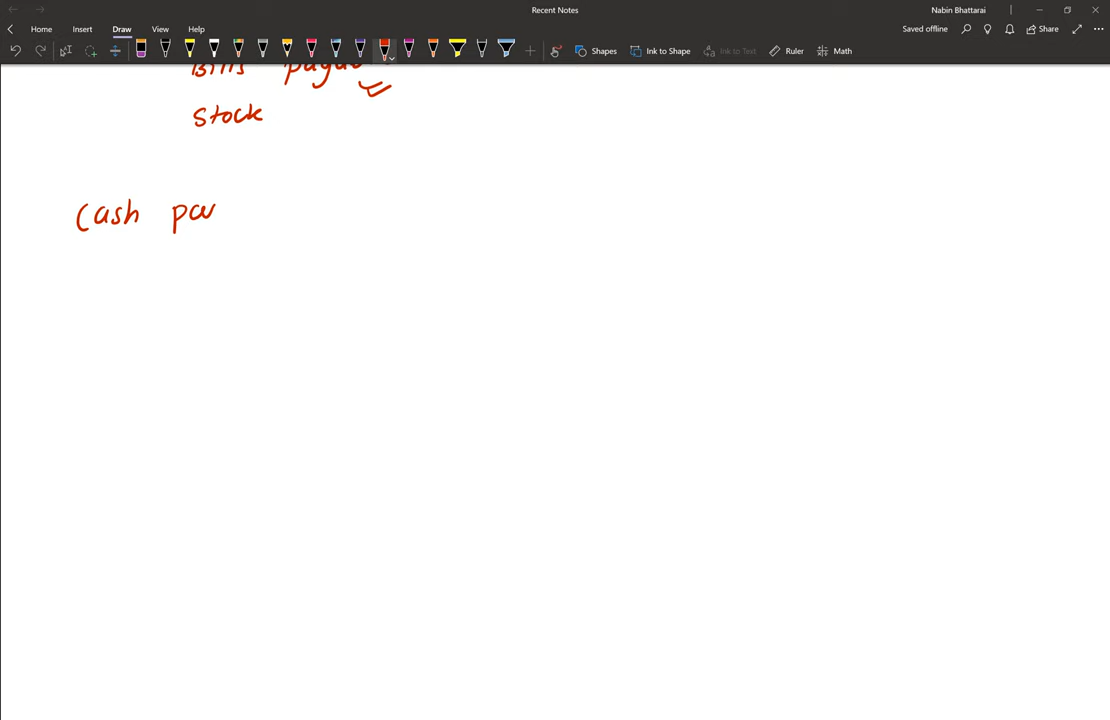 Recent Notes
Nabin Bhattarai
Home Insert Draw View Help
Saved offline
Share
Shapes
Ink to Shape
Ink to Text
Ruler
Math
Bills
Stock
Cash pa